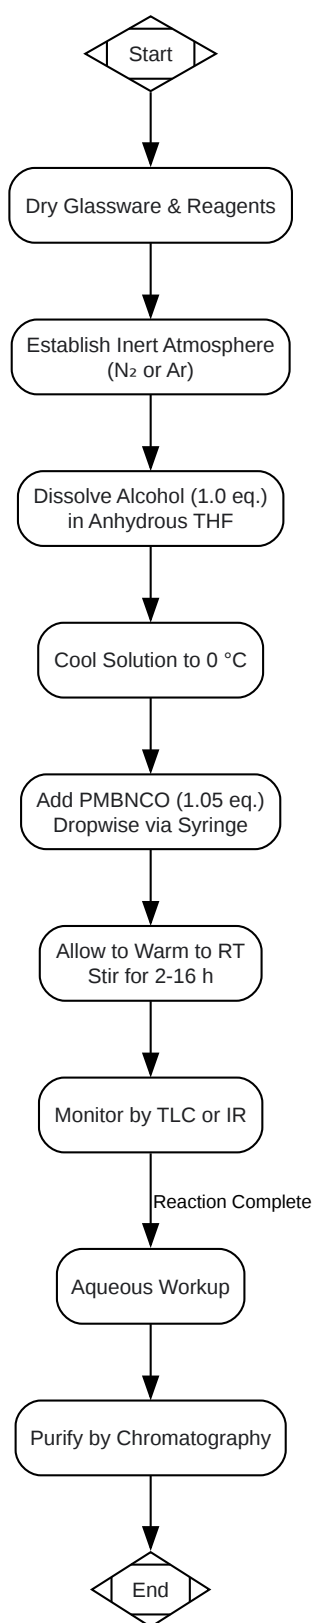 Start
Dry Glassware & Reagents
Establish Inert Atmosphere
(N₂ or Ar)
Dissolve Alcohol (1.0 eq.)
in Anhydrous THF
Cool Solution to 0 °C
Add PMBNCO (1.05 eq.)
Dropwise via Syringe
Allow to Warm to RT
Stir for 2-16 h
Monitor by TLC or IR
Reaction Complete
Aqueous Workup
Purify by Chromatography
End